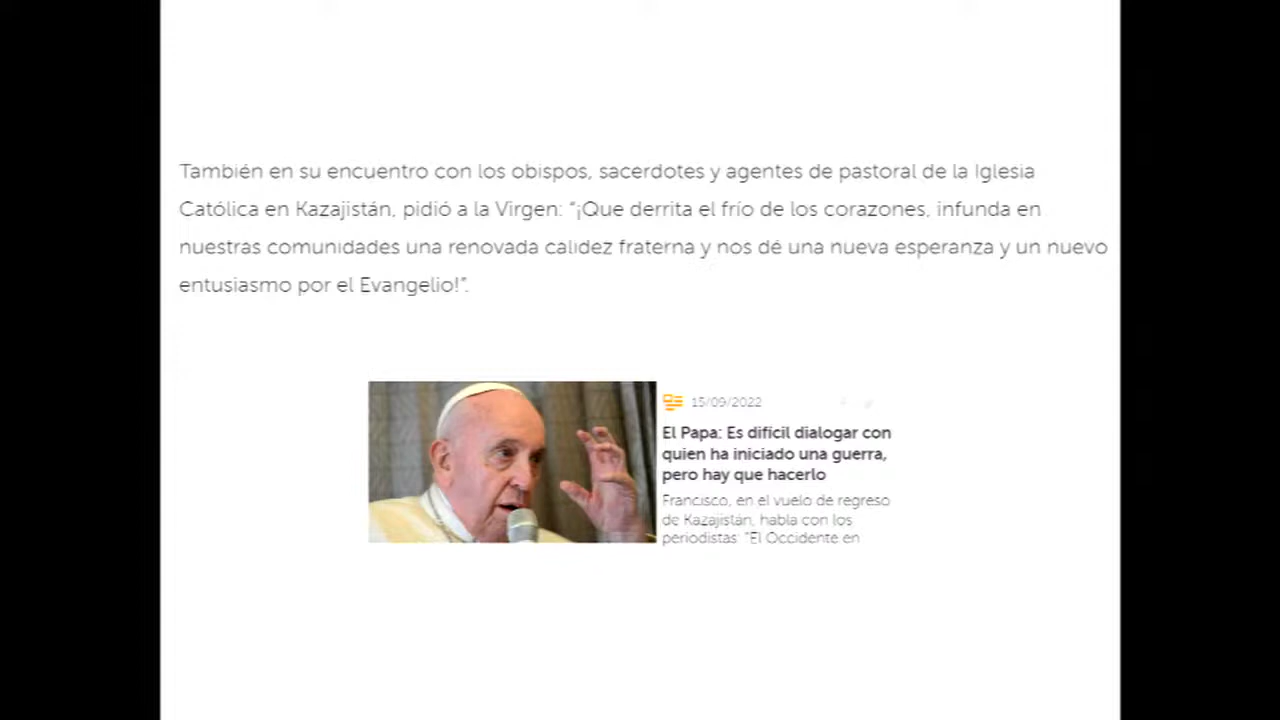 También en su encuentro con los obispos, sacerdotes y agentes de pastoral de la Iglesia
Católica en Kazajistán, pidió a la Virgen: “¡Que derrita el frío de los corazones, infunda en
nuestras comunidades una renovada calidez fraterna y nos dé una nueva esperanza y un nuevo
entusiasmo por el Evangelio!”.
15/09/2022
El Papa: Es difícil dialogar con
quien ha iniciado una guerra,
pero hay que hacerlo
Francisco, en el vuelo de regreso
de Kazajistán, habla con los
periodistas: “El Occidente en